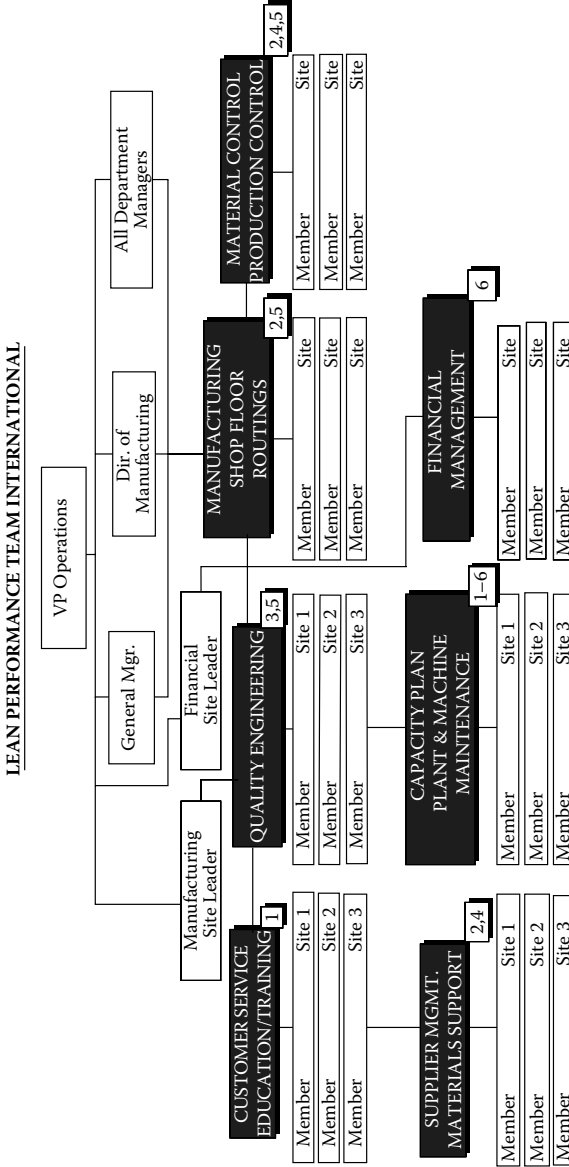 LEAN PERFORMANCE TEAM INTERNATIONAL
VP Operations
General Mgr.
Dir. of
Manufacturing
All Department
Managers
Manufacturing
Site Leader
Financial
Site Leader
CUSTOMER SERVICE
EDUCATION/TRAINING
1
Member Site 1
Member Site 2
Member Site 3
QUALITY ENGINEERING
3,5
Member Site 1
Member Site 2
Member Site 3
MANUFACTURING
SHOP FLOOR
ROUTINGS
2,5
Member Site
Member Site
Member Site
MATERIAL CONTROL
PRODUCTION CONTROL
2,4,5
Member Site
Member Site
Member Site
SUPPLIER MGMT.
MATERIALS SUPPORT
2,4
Member Site 1
Member Site 2
Member Site 3
CAPACITY PLAN
PLANT & MACHINE
MAINTENANCE
1–6
Member Site 1
Member Site 2
Member Site 3
FINANCIAL
MANAGEMENT
6
Member Site
Member Site
Member Site